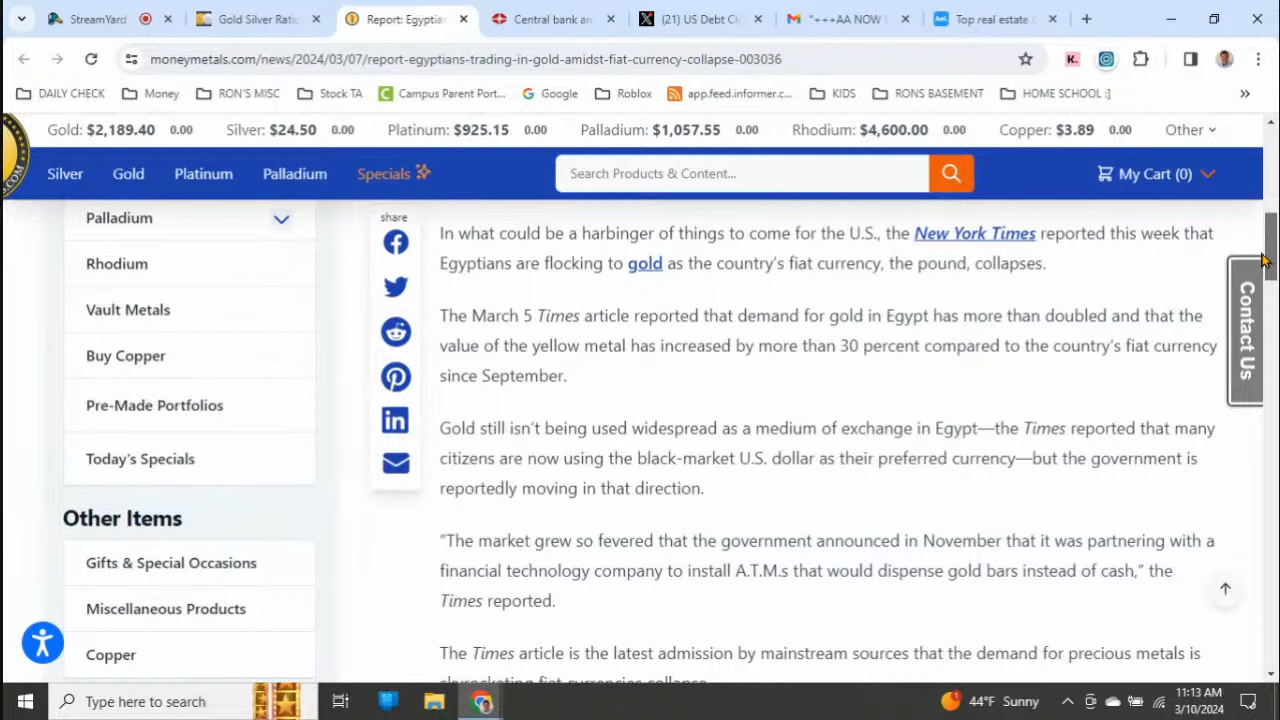 StreamYard
Gold Silver Rati
Report: Egyptian
Central bank an
(21) US Debt Cl
"+++AA NOW
Top real estate
moneymetals.com/news/2024/03/07/report-egyptians-trading-in-gold-amidst-fiat-currency-collapse-003036
DAILY CHECK
Money
RON'S MISC
Stock TA
Campus Parent Port...
Google
Roblox
app.feed.informer.c...
KIDS
RONS BASEMENT
HOME SCHOOL :]
Gold: $2,189.40 0.00 Silver: $24.50 0.00 Platinum: $925.15 0.00 Palladium: $1,057.55 0.00 Rhodium: $4,600.00 0.00 Copper: $3.89 0.00 Other
.COM
Silver Gold Platinum Palladium Specials
Search Products & Content...
My Cart (0)
Palladium
Rhodium
Vault Metals
Buy Copper
Pre-Made Portfolios
Today's Specials
Other Items
Gifts & Special Occasions
Miscellaneous Products
Copper
share
In what could be a harbinger of things to come for the U.S., the New York Times reported this week that
Egyptians are flocking to gold as the country's fiat currency, the pound, collapses.
The March 5 Times article reported that demand for gold in Egypt has more than doubled and that the
value of the yellow metal has increased by more than 30 percent compared to the country's fiat currency
since September.
Gold still isn't being used widespread as a medium of exchange in Egypt—the Times reported that many
citizens are now using the black-market U.S. dollar as their preferred currency—but the government is
reportedly moving in that direction.
"The market grew so fevered that the government announced in November that it was partnering with a
financial technology company to install A.T.M.s that would dispense gold bars instead of cash," the
Times reported.
The Times article is the latest admission by mainstream sources that the demand for precious metals is
skyrocketing fiat currencies collapse
Contact Us
Type here to search
1
44°F Sunny
11:13 AM
3/10/2024